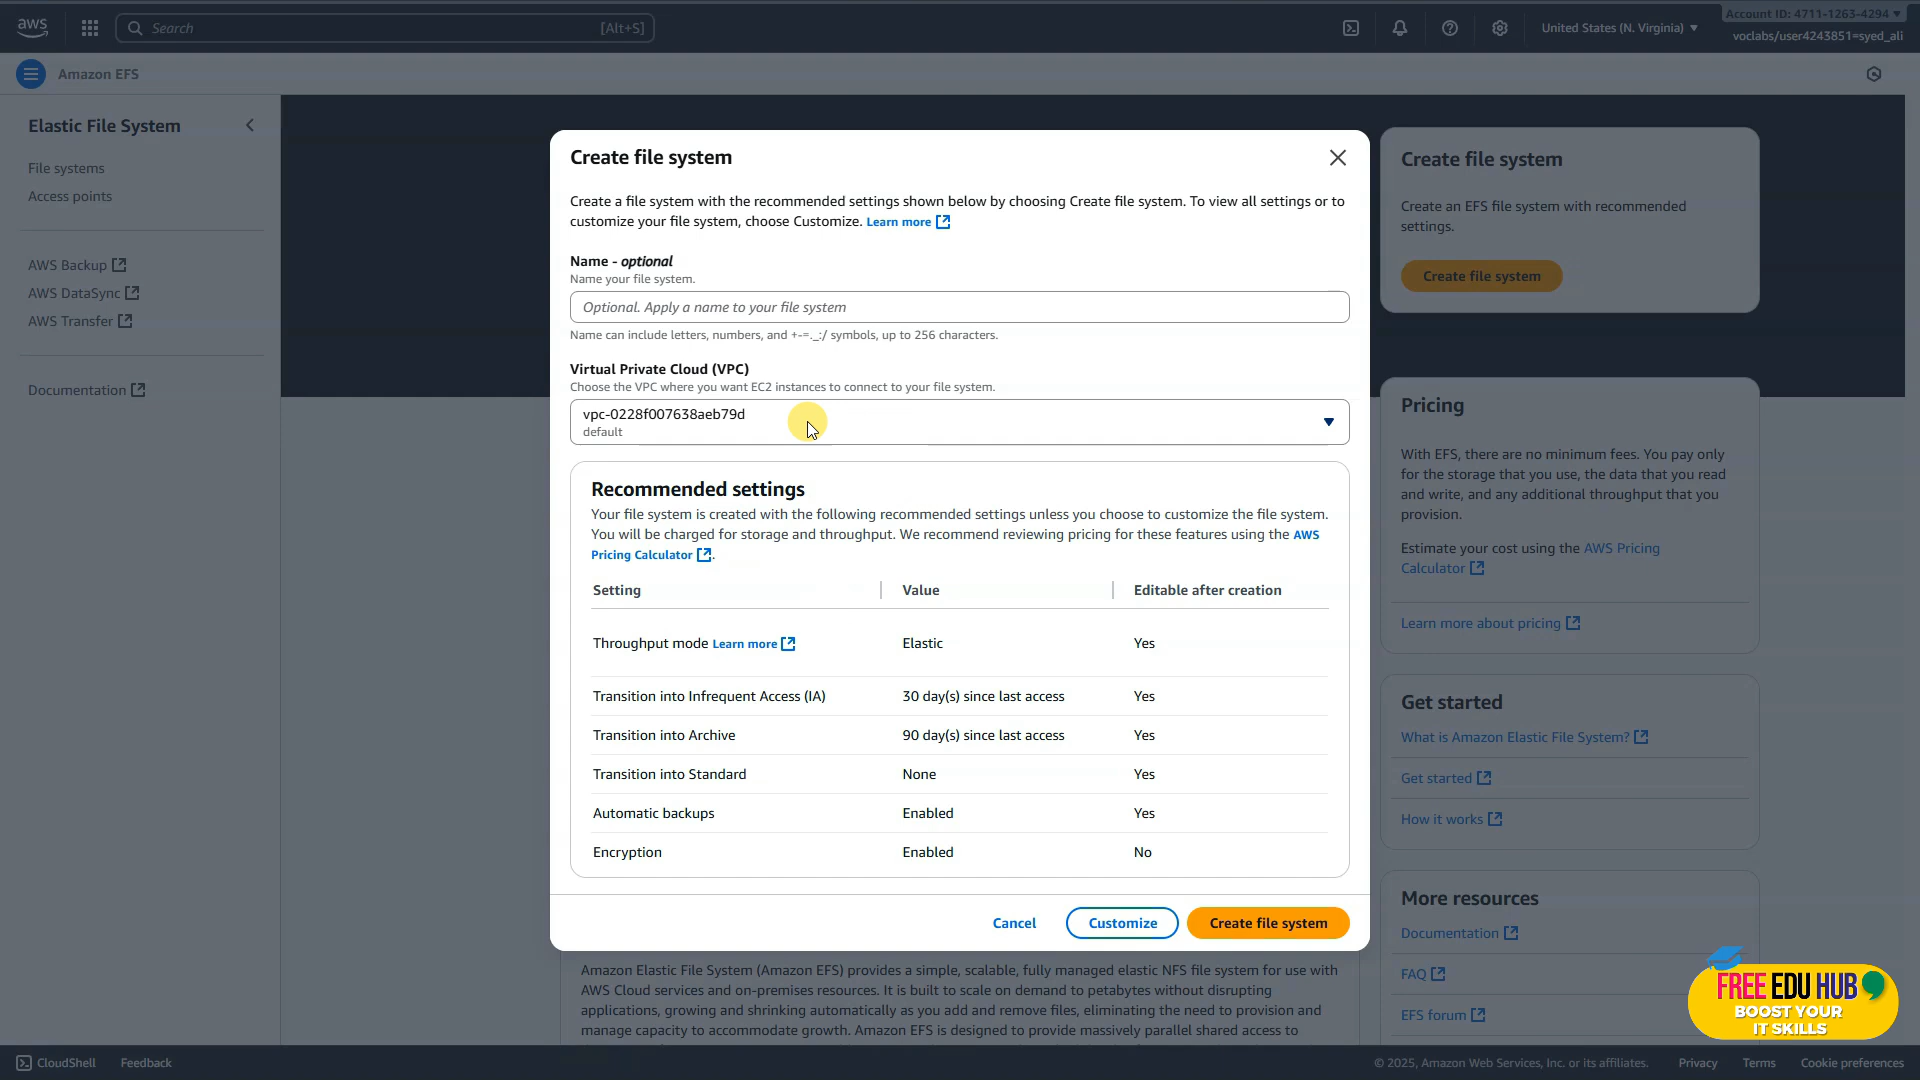 aws
Search
[Alt+S]
United States (N. Virginia)
Account ID: 4711-1263-4294
voclabs/user4243851=syed_ali
Amazon EFS
Elastic File System
File systems
Access points
AWS Backup
AWS DataSync
AWS Transfer
Documentation
Create file system
Create a file system with the recommended settings shown below by choosing Create file system. To view all settings or to
customize your file system, choose Customize. Learn more
Name - optional
Name your file system.
Optional. Apply a name to your file system
Name can include letters, numbers, and +-=._:/ symbols, up to 256 characters.
Virtual Private Cloud (VPC)
Choose the VPC where you want EC2 instances to connect to your file system.
vpc-0228f007638aeb79d
default
Recommended settings
Your file system is created with the following recommended settings unless you choose to customize the file system.
You will be charged for storage and throughput. We recommend reviewing pricing for these features using the AWS
Pricing Calculator.
Setting Value Editable after creation
Throughput mode Learn more Elastic Yes
Transition into Infrequent Access (IA) 30 day(s) since last access Yes
Transition into Archive 90 day(s) since last access Yes
Transition into Standard None Yes
Automatic backups Enabled Yes
Encryption Enabled No
Cancel Customize Create file system
Amazon Elastic File System (Amazon EFS) provides a simple, scalable, fully managed elastic NFS file system for use with
AWS Cloud services and on-premises resources. It is built to scale on demand to petabytes without disrupting
applications, growing and shrinking automatically as you add and remove files, eliminating the need to provision and
manage capacity to accommodate growth. Amazon EFS is designed to provide massively parallel shared access to
Create file system
Create an EFS file system with recommended
settings.
Create file system
Pricing
With EFS, there are no minimum fees. You pay only
for the storage that you use, the data that you read
and write, and any additional throughput that you
provision.
Estimate your cost using the AWS Pricing
Calculator
Learn more about pricing
Get started
What is Amazon Elastic File System?
Get started
How it works
More resources
Documentation
FAQ
EFS forum
FREE EDU HUB
BOOST YOUR
IT SKILLS
CloudShell Feedback
© 2025, Amazon Web Services, Inc. or its affiliates. Privacy Terms Cookie preferences